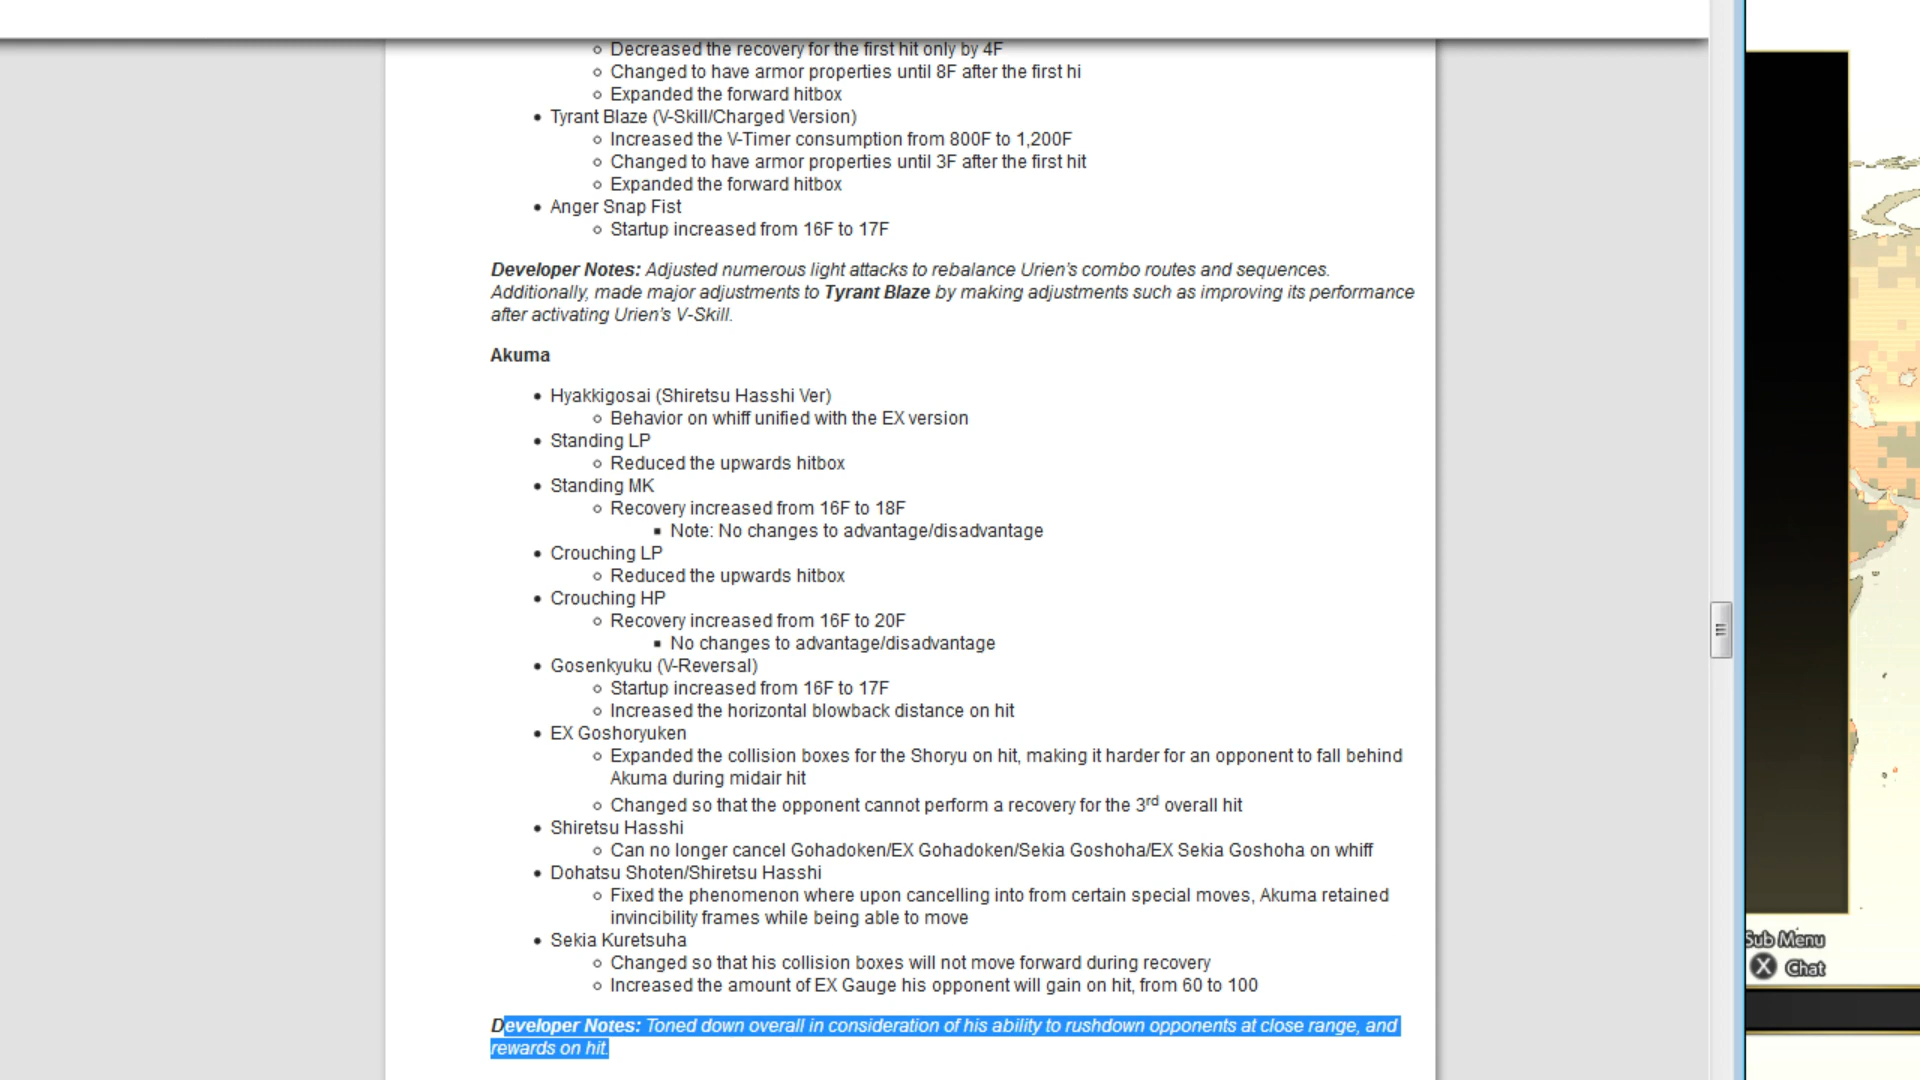 Decreased the recovery for the first hit only by 4F
Changed to have armor properties until 8F after the first hi
Expanded the forward hitbox
Tyrant Blaze (V-Skill/Charged Version)
Increased the V-Timer consumption from 800F to 1,200F
Changed to have armor properties until 3F after the first hit
Expanded the forward hitbox
Anger Snap Fist
Startup increased from 16F to 17F
Developer Notes: Adjusted numerous light attacks to rebalance Urien's combo routes and sequences.
Additionally, made major adjustments to Tyrant Blaze by making adjustments such as improving its performance
after activating Urien's V-Skill.
Akuma
Hyakkigosai (Shiretsu Hasshi Ver)
Behavior on whiff unified with the EX version
Standing LP
Reduced the upwards hitbox
Standing MK
Recovery increased from 16F to 18F
Note: No changes to advantage/disadvantage
Crouching LP
Reduced the upwards hitbox
Crouching HP
Recovery increased from 16F to 20F
No changes to advantage/disadvantage
Gosenkyuku (V-Reversal)
Startup increased from 16F to 17F
Increased the horizontal blowback distance on hit
EX Goshoryuken
Expanded the collision boxes for the Shoryu on hit, making it harder for an opponent to fall behind
Akuma during midair hit
Changed so that the opponent cannot perform a recovery for the 3rd overall hit
Shiretsu Hasshi
Can no longer cancel Gohadoken/EX Gohadoken/Sekia Goshoha/EX Sekia Goshoha on whiff
Dohatsu Shoten/Shiretsu Hasshi
Fixed the phenomenon where upon cancelling into from certain special moves, Akuma retained
invincibility frames while being able to move
Sekia Kuretsuha
Changed so that his collision boxes will not move forward during recovery
Increased the amount of EX Gauge his opponent will gain on hit, from 60 to 100
Developer Notes: Toned down overall in consideration of his ability to rushdown opponents at close range, and
rewards on hit.
Sub Menu
X Chat